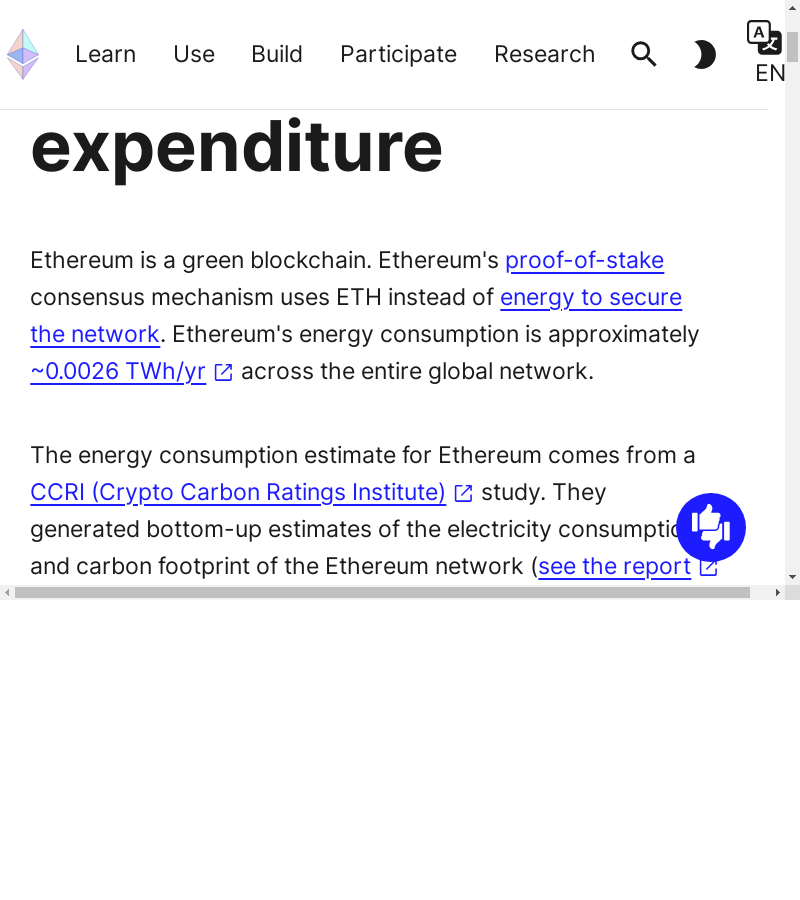 Learn Use Build Participate Research
A
文
EN
expenditure
Ethereum is a green blockchain. Ethereum's proof-of-stake
consensus mechanism uses ETH instead of energy to secure
the network. Ethereum's energy consumption is approximately
~0.0026 TWh/yr across the entire global network.
The energy consumption estimate for Ethereum comes from a
CCRI (Crypto Carbon Ratings Institute) study. They
generated bottom-up estimates of the electricity
and carbon footprint of the Ethereum network (see the report